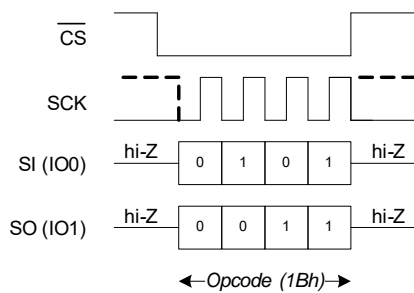 CS
SCK
hi-Z 0 1 0 1 hi-Z
SI (IO0)
hi-Z 0 0 1 1 hi-Z
SO (IO1)
Opcode (1Bh)